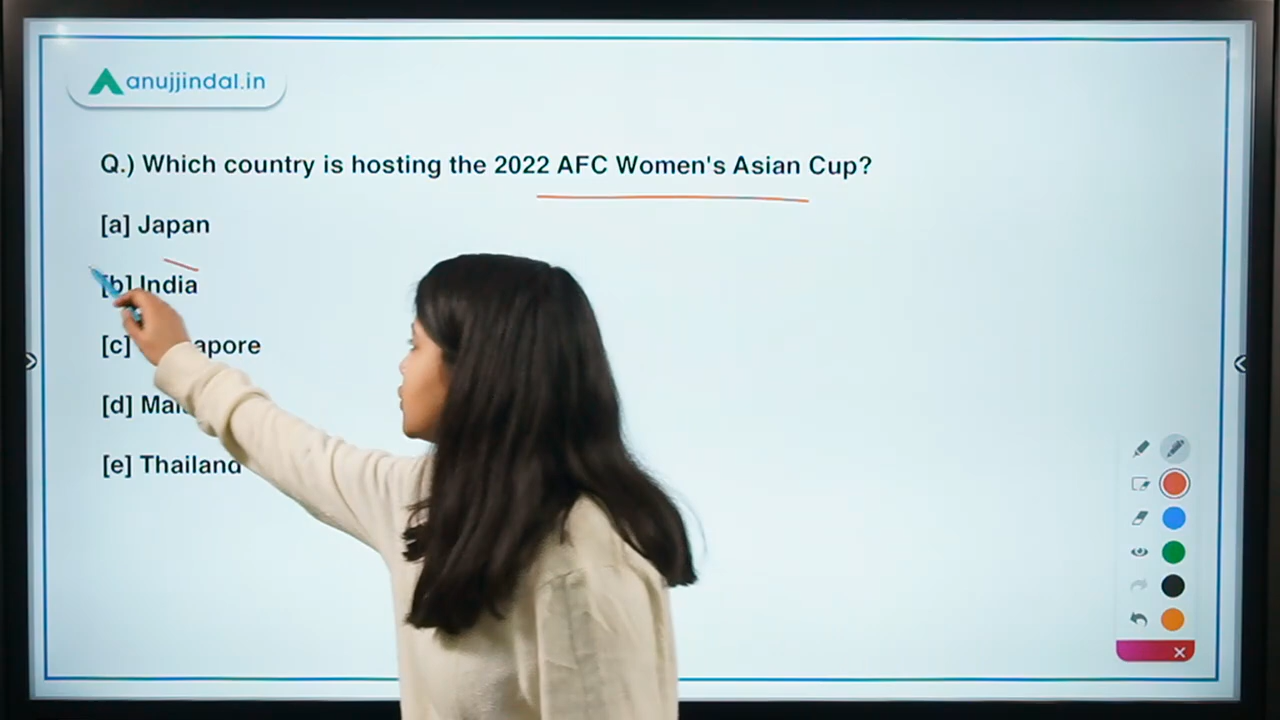 anujjindal.in
Q.) Which country is hosting the 2022 AFC Women's Asian Cup?
[a] Japan
[b] India
[c]
[d]
[e] Thailand